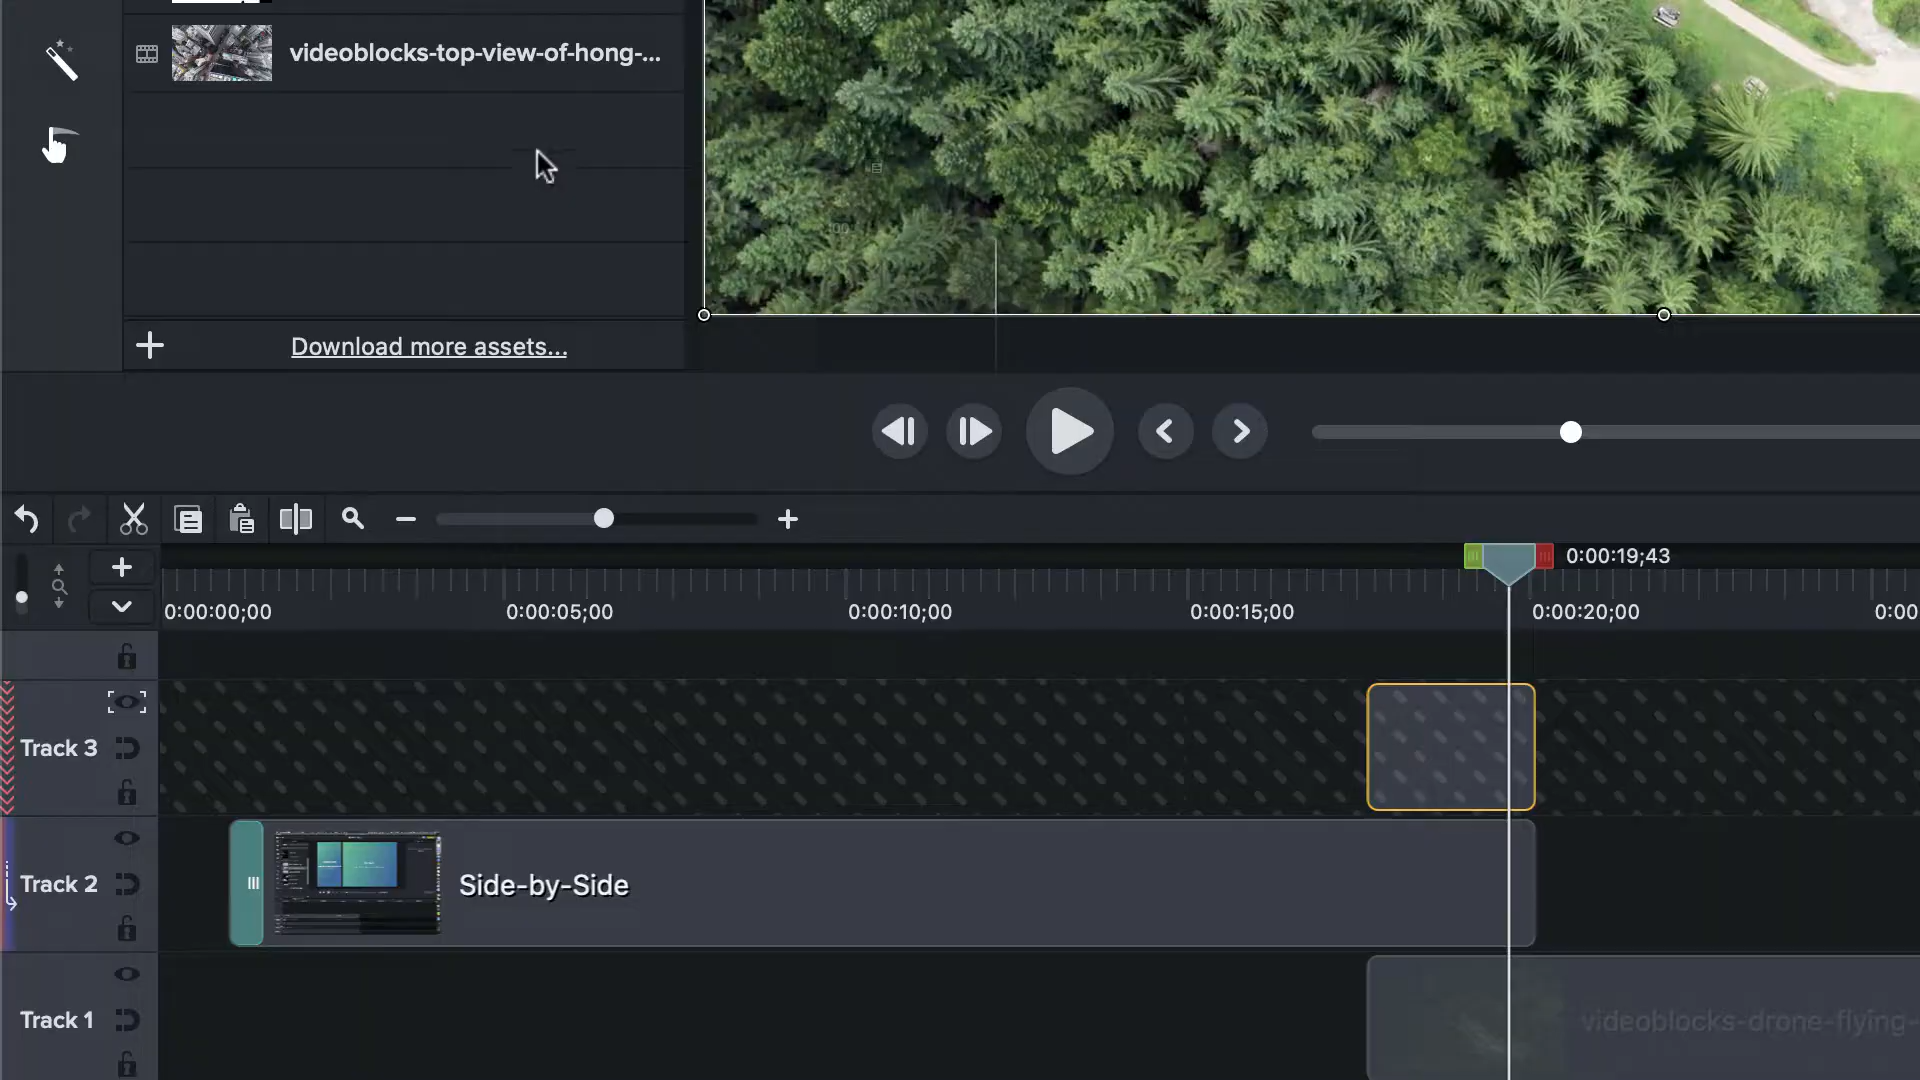 videoblocks-top-view-of-hong-...
Download more assets...
0:00:19;43
0:00:00;00
0:00:05;00
0:00:10;00
0:00:15;00
0:00:20;00
0:00
Track 3
Track 2
Side-by-Side
Track 1
videoblocks-drone-flying-